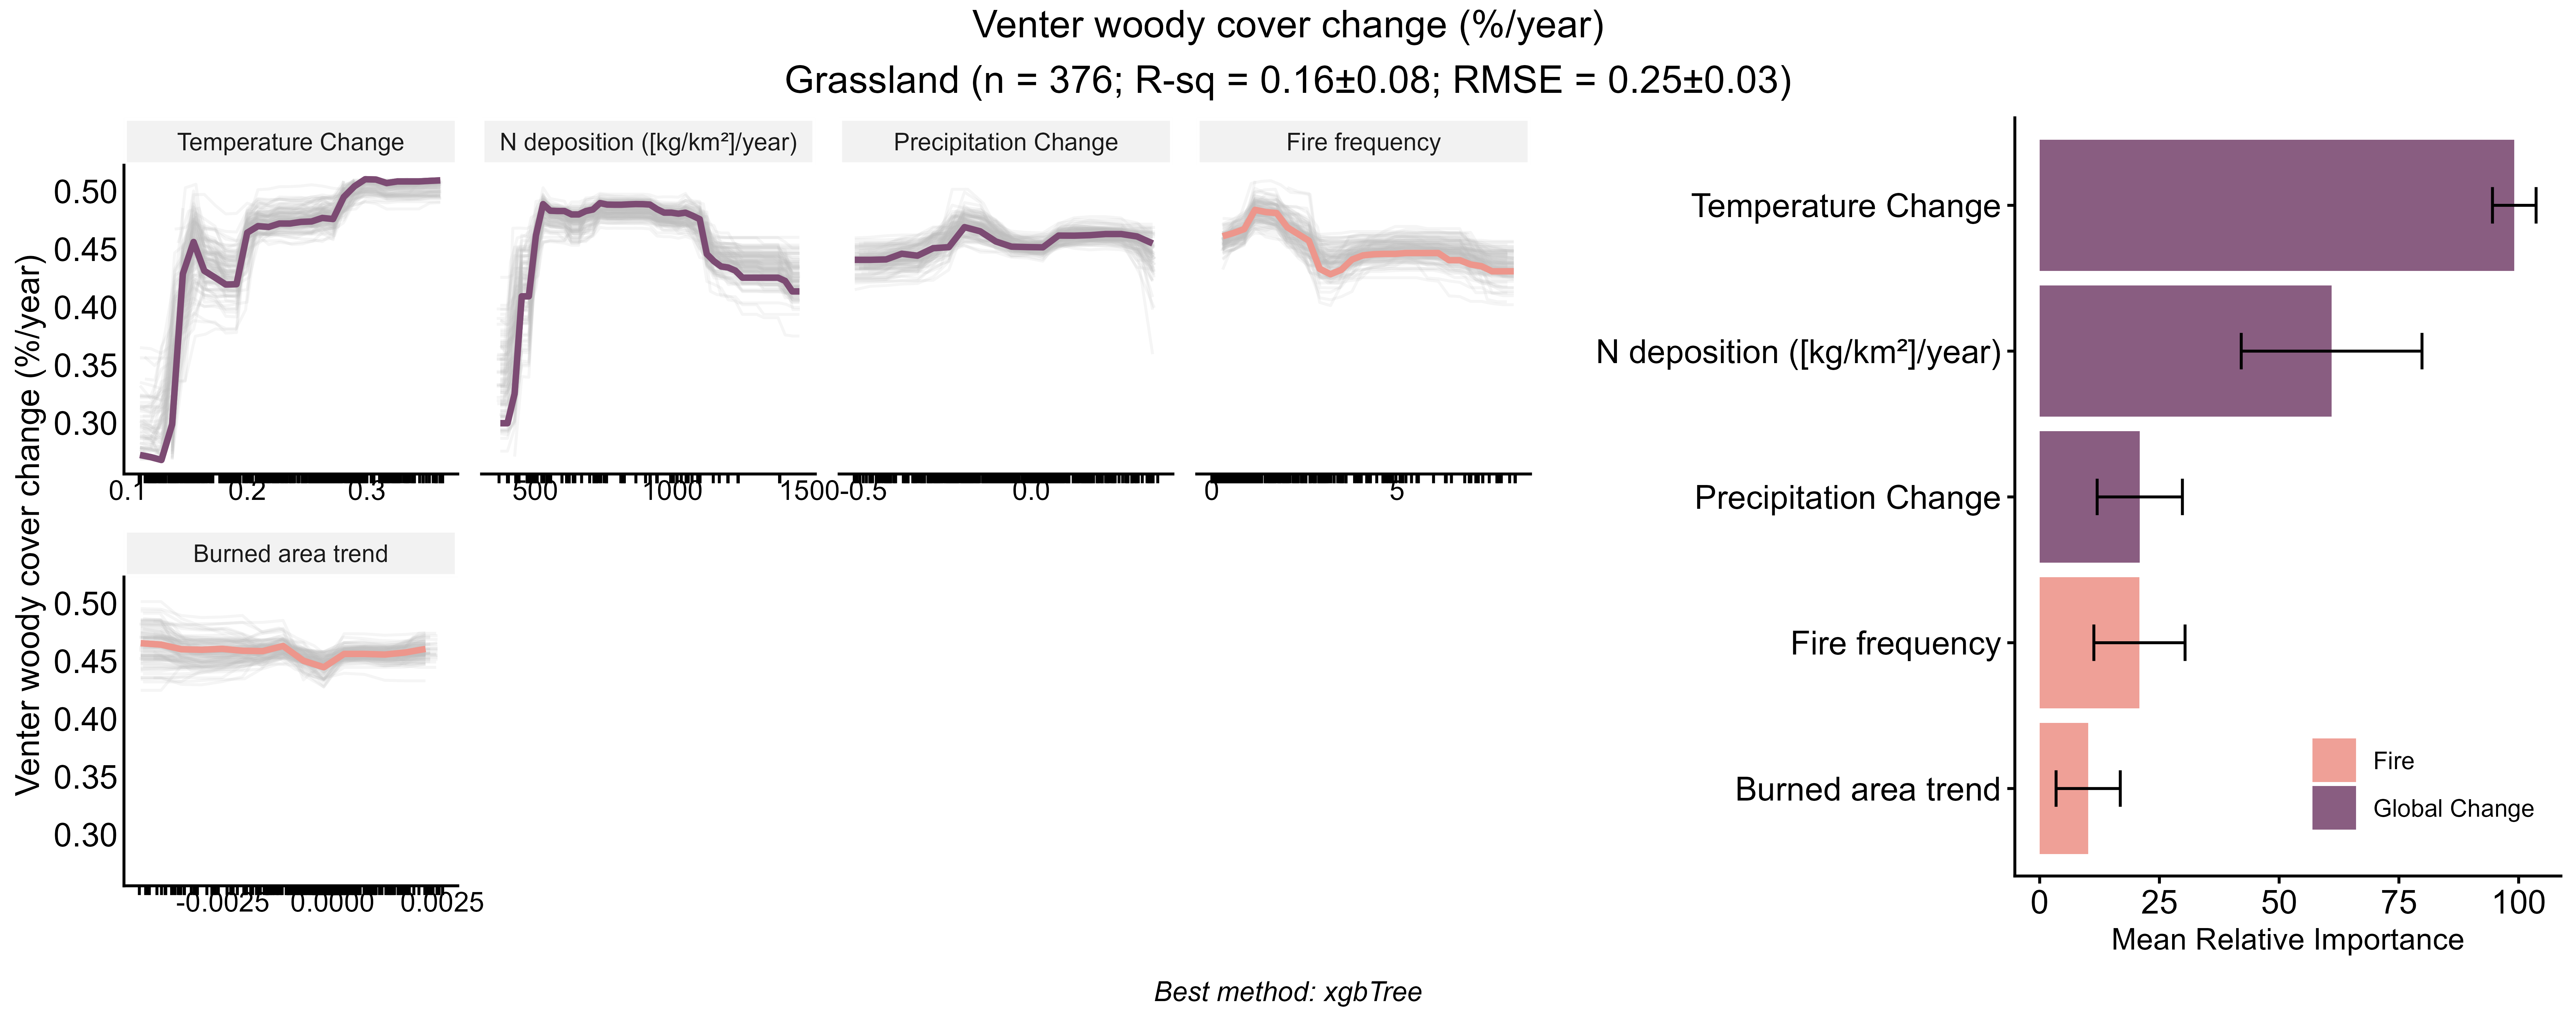 Venter woody cover change (%/year)
Grassland (n = 376; R-sq = 0.16±0.08; RMSE = 0.25±0.03)
Venter woody cover change (%/year)
Temperature Change
N deposition ([kg/km²]/year)
Precipitation Change
Fire frequency
0.50
0.45
0.40
0.35
0.30
0.1 0.2 0.3
500 1000 1500
-0.5 0.0
0 5
Burned area trend
0.50
0.45
0.40
0.35
0.30
-0.0025 0.0000 0.0025
Temperature Change
N deposition ([kg/km²]/year)
Precipitation Change
Fire frequency
Burned area trend
Fire
Global Change
0 25 50 75 100
Mean Relative Importance
Best method: xgbTree